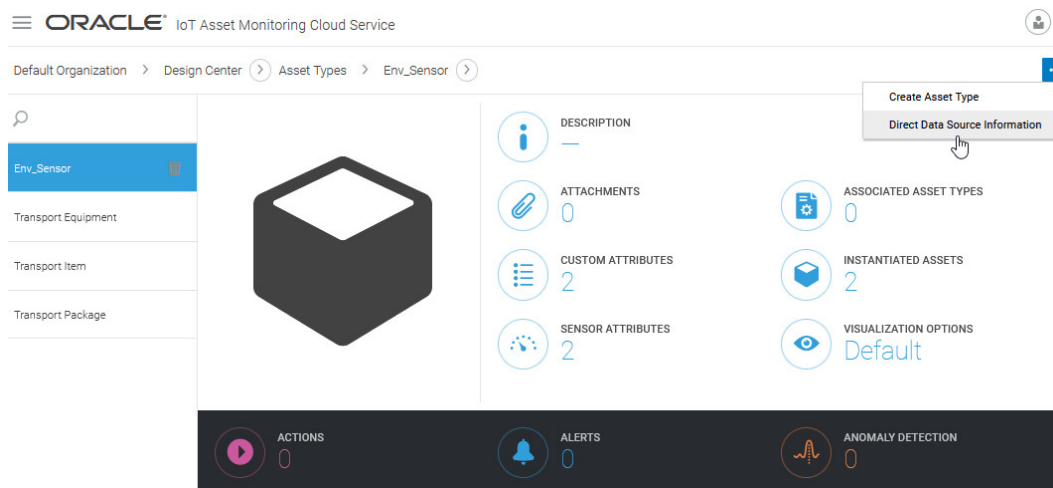 ORACLE® IoT Asset Monitoring Cloud Service
Default Organization > Design Center > Asset Types > Env_Sensor >
Create Asset Type
Direct Data Source Information
Env_Sensor
Transport Equipment
Transport Item
Transport Package
DESCRIPTION
—
ATTACHMENTS
0
ASSOCIATED ASSET TYPES
0
CUSTOM ATTRIBUTES
2
INSTANTIATED ASSETS
2
SENSOR ATTRIBUTES
2
VISUALIZATION OPTIONS
Default
ACTIONS
0
ALERTS
0
ANOMALY DETECTION
0